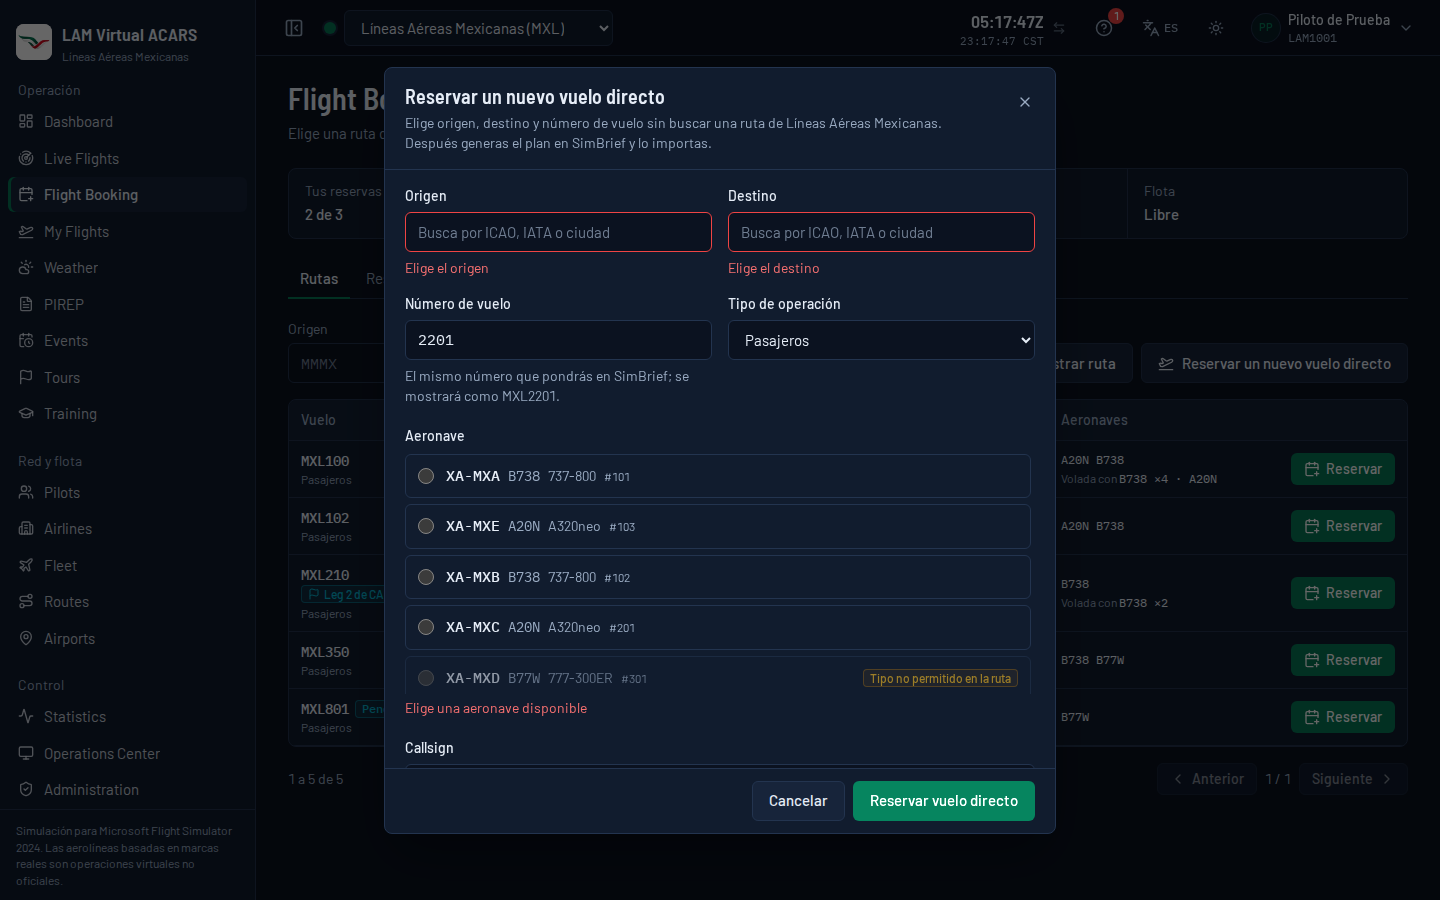 LAM Virtual ACARS
Líneas Aéreas Mexicanas
Operación
Dashboard
Live Flights
Flight Booking
My Flights
Weather
PIREP
Events
Tours
Training
Red y flota
Pilots
Airlines
Fleet
Routes
Airports
Control
Statistics
Operations Center
Administration
Simulación para Microsoft Flight Simulator
2024. Las aerolíneas basadas en marcas
reales son operaciones virtuales no
oficiales.
Líneas Aéreas Mexicanas (MXL)
05:17:47Z
23:17:47 CST
1
ES
PP
Piloto de Prueba
LAM1001
Flight Bo
Elige una ruta
Tus reservas
2 de 3
Flota
Libre
Rutas
Re
Origen
MMMX
strar ruta
Reservar un nuevo vuelo directo
Vuelo
Aeronaves
MXL100
Pasajeros
A20N B738
Volada con B738 ×4 · A20N
Reservar
MXL102
Pasajeros
A20N B738
Reservar
MXL210
Leg 2 de CA
Pasajeros
B738
Volada con B738 ×2
Reservar
MXL350
Pasajeros
B738 B77W
Reservar
MXL801
Pen
Pasajeros
B77W
Reservar
1 a 5 de 5
Anterior
1 / 1
Siguiente
Reservar un nuevo vuelo directo
Elige origen, destino y número de vuelo sin buscar una ruta de Líneas Aéreas Mexicanas.
Después generas el plan en SimBrief y lo importas.
Origen
Busca por ICAO, IATA o ciudad
Elige el origen
Destino
Busca por ICAO, IATA o ciudad
Elige el destino
Número de vuelo
2201
El mismo número que pondrás en SimBrief; se
mostrará como MXL2201.
Tipo de operación
Pasajeros
Aeronave
XA-MXA B738 737-800 #101
XA-MXE A20N A320neo #103
XA-MXB B738 737-800 #102
XA-MXC A20N A320neo #201
XA-MXD B77W 777-300ER #301
Tipo no permitido en la ruta
Elige una aeronave disponible
Callsign
Cancelar
Reservar vuelo directo